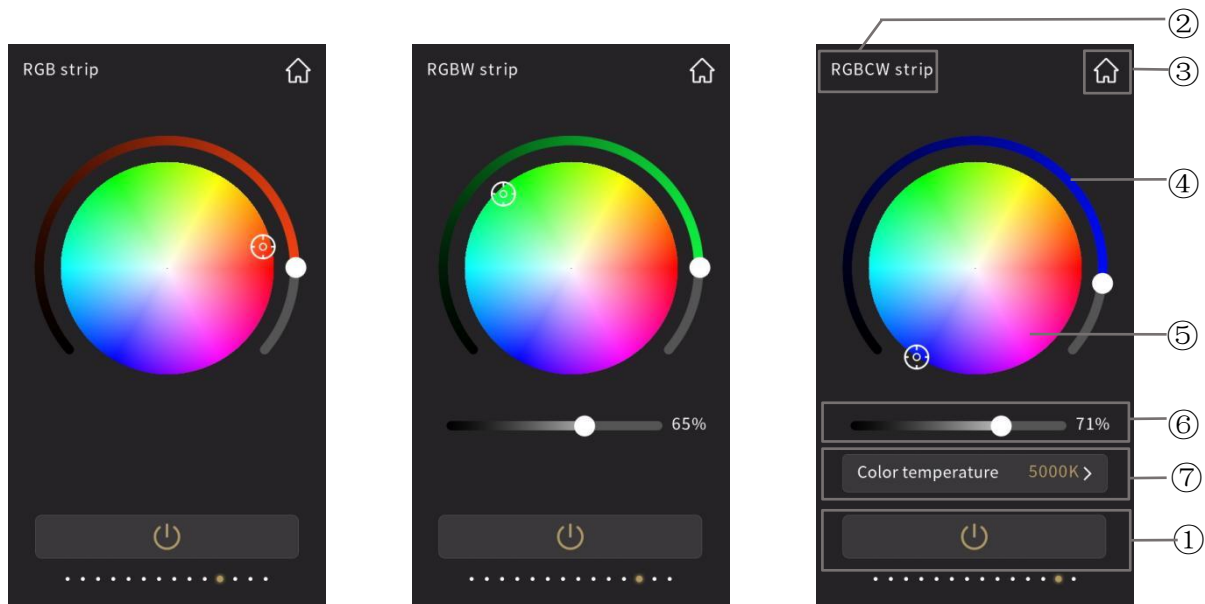 ②
RGB strip
RGBW strip
RGBCW strip
③
④
⑤
65%
71%
⑥
Color temperature 5000K
⑦
①